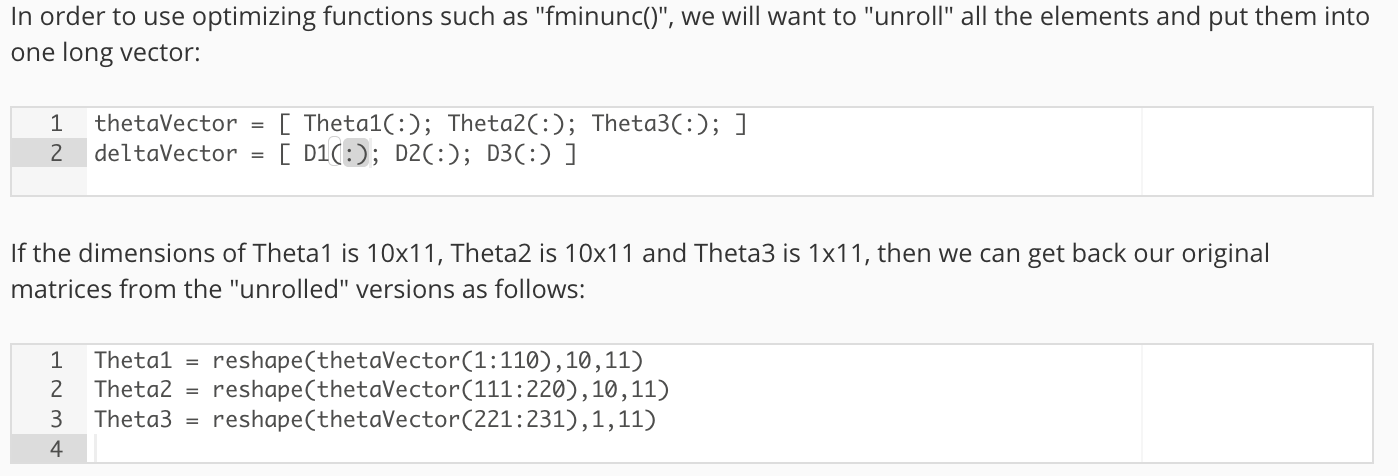 In order to use optimizing functions such as "fminunc()", we will want to "unroll" all the elements and put them into
one long vector:
1 thetaVector = [ Theta1(:); Theta2(:); Theta3(:); ]
2 deltaVector = [ D1(:); D2(:); D3(:) ]
If the dimensions of Theta1 is 10x11, Theta2 is 10x11 and Theta3 is 1x11, then we can get back our original
matrices from the "unrolled" versions as follows:
1 Theta1 = reshape(thetaVector(1:110),10,11)
2 Theta2 = reshape(thetaVector(111:220),10,11)
3 Theta3 = reshape(thetaVector(221:231),1,11)
4